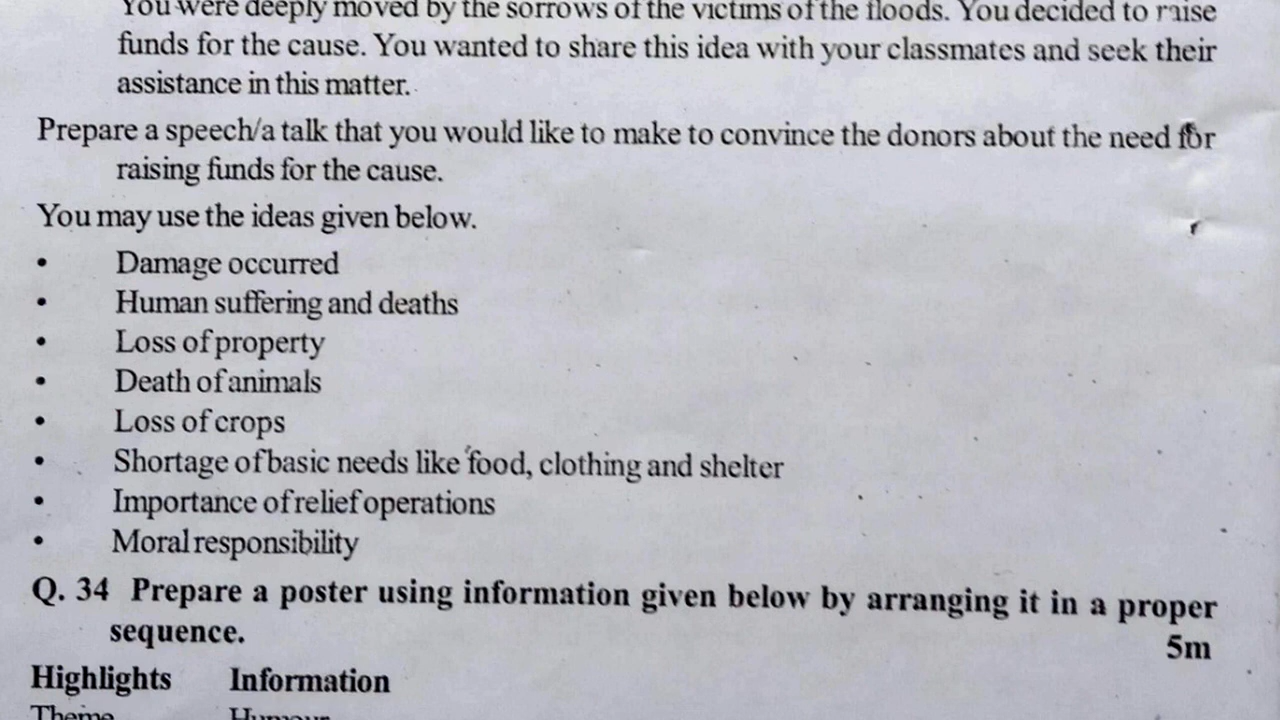 You were deeply moved by the sorrows of the victims of the floods. You decided to raise
funds for the cause. You wanted to share this idea with your classmates and seek their
assistance in this matter.
Prepare a speech/a talk that you would like to make to convince the donors about the need for
raising funds for the cause.
You may use the ideas given below.
• Damage occurred
• Human suffering and deaths
• Loss of property
• Death of animals
• Loss of crops
• Shortage of basic needs like food, clothing and shelter
• Importance of relief operations
• Moral responsibility
Q. 34 Prepare a poster using information given below by arranging it in a proper
sequence. 5m
Highlights Information
Theme Humour